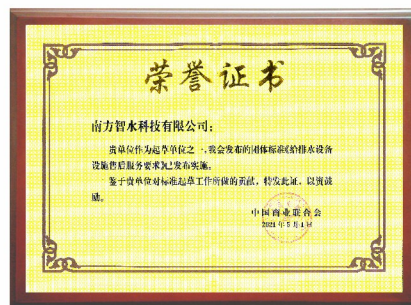 荣誉证书
南方智水科技有限公司：
贵单位作为起草单位之一，我会发布的团体标准《给排水设备
设施售后服务要求》已发布实施。
鉴于贵单位对标准起草工作所做的贡献，特发此证，以资鼓
励。
中国商业联合会
2021年5月1日